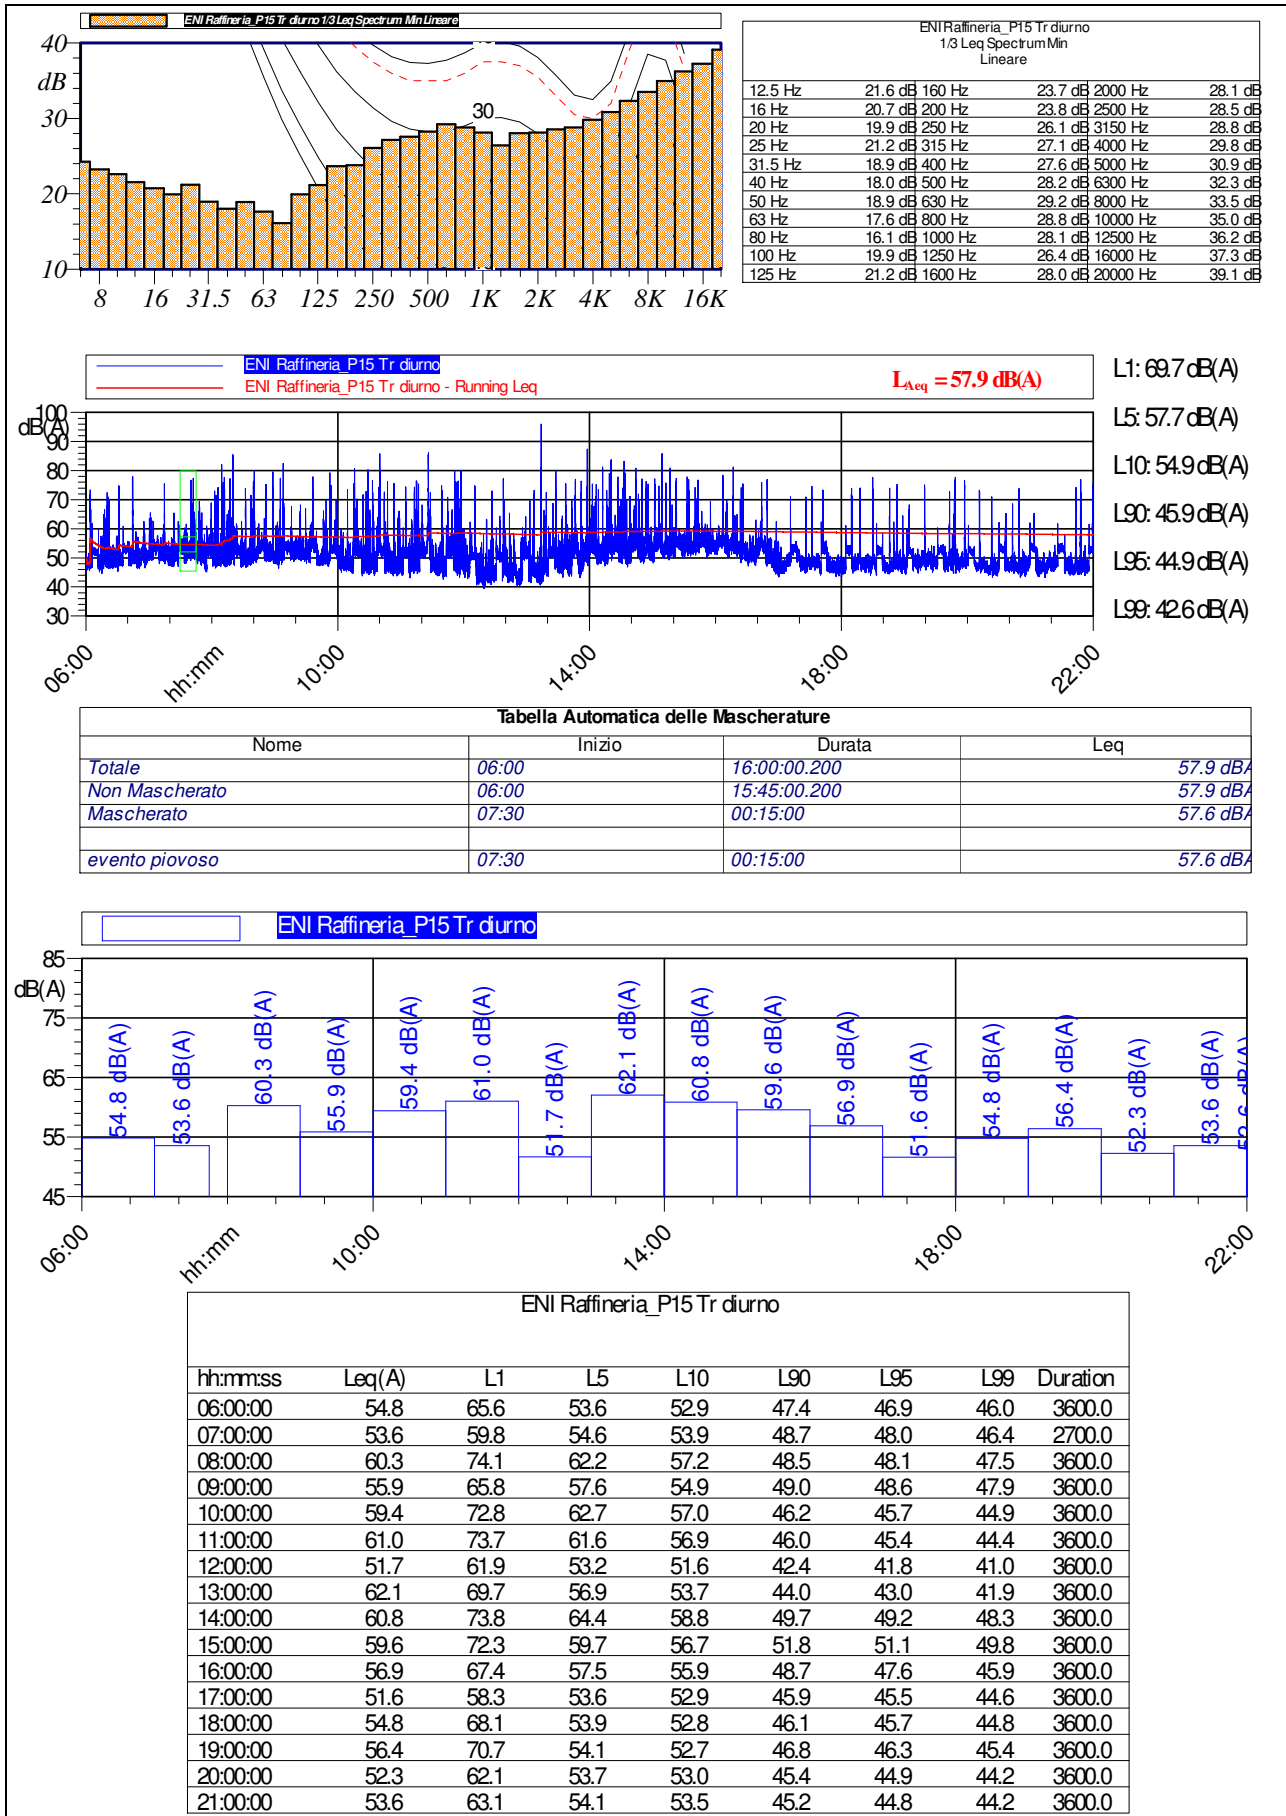 ENI Raffineria_P15 Tr diurno 1/3 Leq Spectrum Min Lineare
40
dB
30
20
10
30
8 16 31.5 63 125 250 500 1K 2K 4K 8K 16K
ENI Raffineria_P15 Tr diurno
1/3 Leq Spectrum Min
Lineare
12.5 Hz 21.6 dB 160 Hz 23.7 dB 2000 Hz 28.1 dB
16 Hz 20.7 dB 200 Hz 23.8 dB 2500 Hz 28.5 dB
20 Hz 19.9 dB 250 Hz 26.1 dB 3150 Hz 28.8 dB
25 Hz 21.2 dB 315 Hz 27.1 dB 4000 Hz 29.8 dB
31.5 Hz 18.9 dB 400 Hz 27.6 dB 5000 Hz 30.9 dB
40 Hz 18.0 dB 500 Hz 28.2 dB 6300 Hz 32.3 dB
50 Hz 18.9 dB 630 Hz 29.2 dB 8000 Hz 33.5 dB
63 Hz 17.6 dB 800 Hz 28.8 dB 10000 Hz 35.0 dB
80 Hz 16.1 dB 1000 Hz 28.1 dB 12500 Hz 36.2 dB
100 Hz 19.9 dB 1250 Hz 26.4 dB 16000 Hz 37.3 dB
125 Hz 21.2 dB 1600 Hz 28.0 dB 20000 Hz 39.1 dB
ENI Raffineria_P15 Tr diurno
ENI Raffineria_P15 Tr diurno - Running Leq
LAeq = 57.9 dB(A)
L1: 69.7 dB(A)
L5: 57.7 dB(A)
L10: 54.9 dB(A)
L90: 45.9 dB(A)
L95: 44.9 dB(A)
L99: 42.6 dB(A)
100
dB(A)
90
80
70
60
50
40
30
06:00 hh:mm 10:00 14:00 18:00 22:00
Tabella Automatica delle Mascherature
Nome Inizio Durata Leq
Totale 06:00 16:00:00.200 57.9 dBA
Non Mascherato 06:00 15:45:00.200 57.9 dBA
Mascherato 07:30 00:15:00 57.6 dBA
evento piovoso 07:30 00:15:00 57.6 dBA
ENI Raffineria_P15 Tr diurno
85
dB(A)
75
65
55
45
54.8 dB(A)
53.6 dB(A)
60.3 dB(A)
55.9 dB(A)
59.4 dB(A)
61.0 dB(A)
51.7 dB(A)
62.1 dB(A)
60.8 dB(A)
59.6 dB(A)
56.9 dB(A)
51.6 dB(A)
54.8 dB(A)
56.4 dB(A)
52.3 dB(A)
53.6 dB(A)
52.6 dB(A)
06:00 hh:mm 10:00 14:00 18:00 22:00
ENI Raffineria_P15 Tr diurno
hh:mm:ss Leq(A) L1 L5 L10 L90 L95 L99 Duration
06:00:00 54.8 65.6 53.6 52.9 47.4 46.9 46.0 3600.0
07:00:00 53.6 59.8 54.6 53.9 48.7 48.0 46.4 2700.0
08:00:00 60.3 74.1 62.2 57.2 48.5 48.1 47.5 3600.0
09:00:00 55.9 65.8 57.6 54.9 49.0 48.6 47.9 3600.0
10:00:00 59.4 72.8 62.7 57.0 46.2 45.7 44.9 3600.0
11:00:00 61.0 73.7 61.6 56.9 46.0 45.4 44.4 3600.0
12:00:00 51.7 61.9 53.2 51.6 42.4 41.8 41.0 3600.0
13:00:00 62.1 69.7 56.9 53.7 44.0 43.0 41.9 3600.0
14:00:00 60.8 73.8 64.4 58.8 49.7 49.2 48.3 3600.0
15:00:00 59.6 72.3 59.7 56.7 51.8 51.1 49.8 3600.0
16:00:00 56.9 67.4 57.5 55.9 48.7 47.6 45.9 3600.0
17:00:00 51.6 58.3 53.6 52.9 45.9 45.5 44.6 3600.0
18:00:00 54.8 68.1 53.9 52.8 46.1 45.7 44.8 3600.0
19:00:00 56.4 70.7 54.1 52.7 46.8 46.3 45.4 3600.0
20:00:00 52.3 62.1 53.7 53.0 45.4 44.9 44.2 3600.0
21:00:00 53.6 63.1 54.1 53.5 45.2 44.8 44.2 3600.0